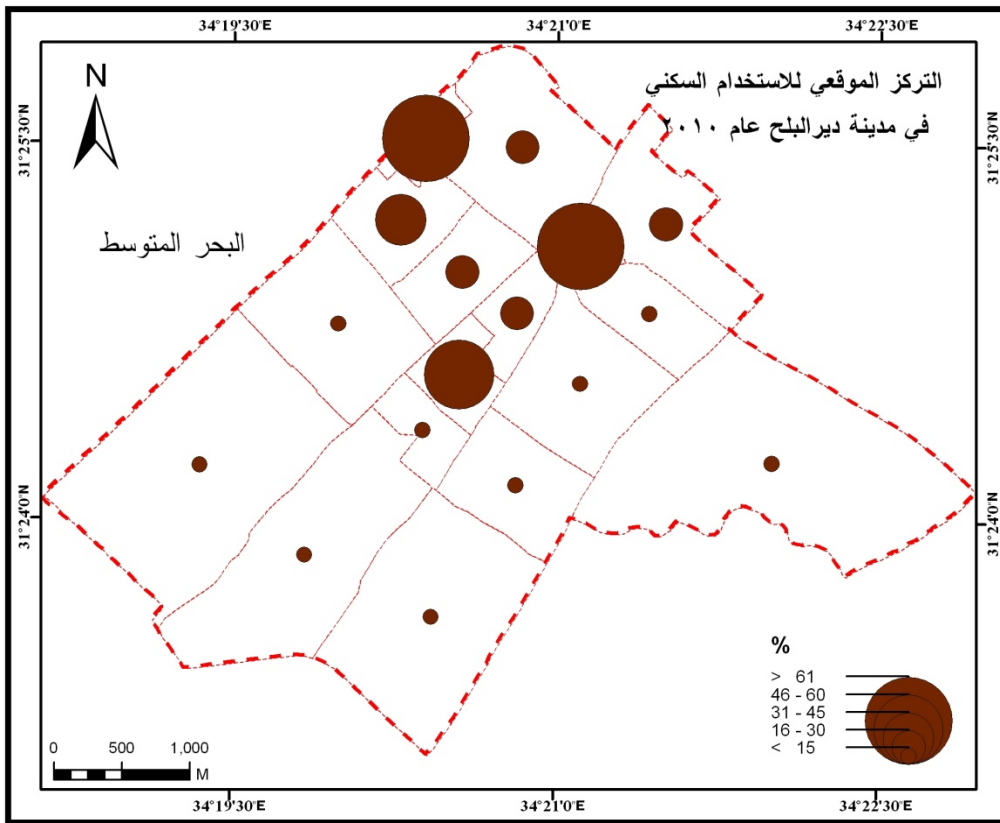 34°19'30"E
34°21'0"E
34°22'30"E
N
التركز الموقعي للاستخدام السكني
في مدينة ديرالبلح عام ٢٠١٠
31°25'30"N
31°25'30"N
البحر المتوسط
31°24'0"N
31°24'0"N
%
> 61
46 - 60
31 - 45
16 - 30
< 15
0 500 1,000
M
34°19'30"E
34°21'0"E
34°22'30"E